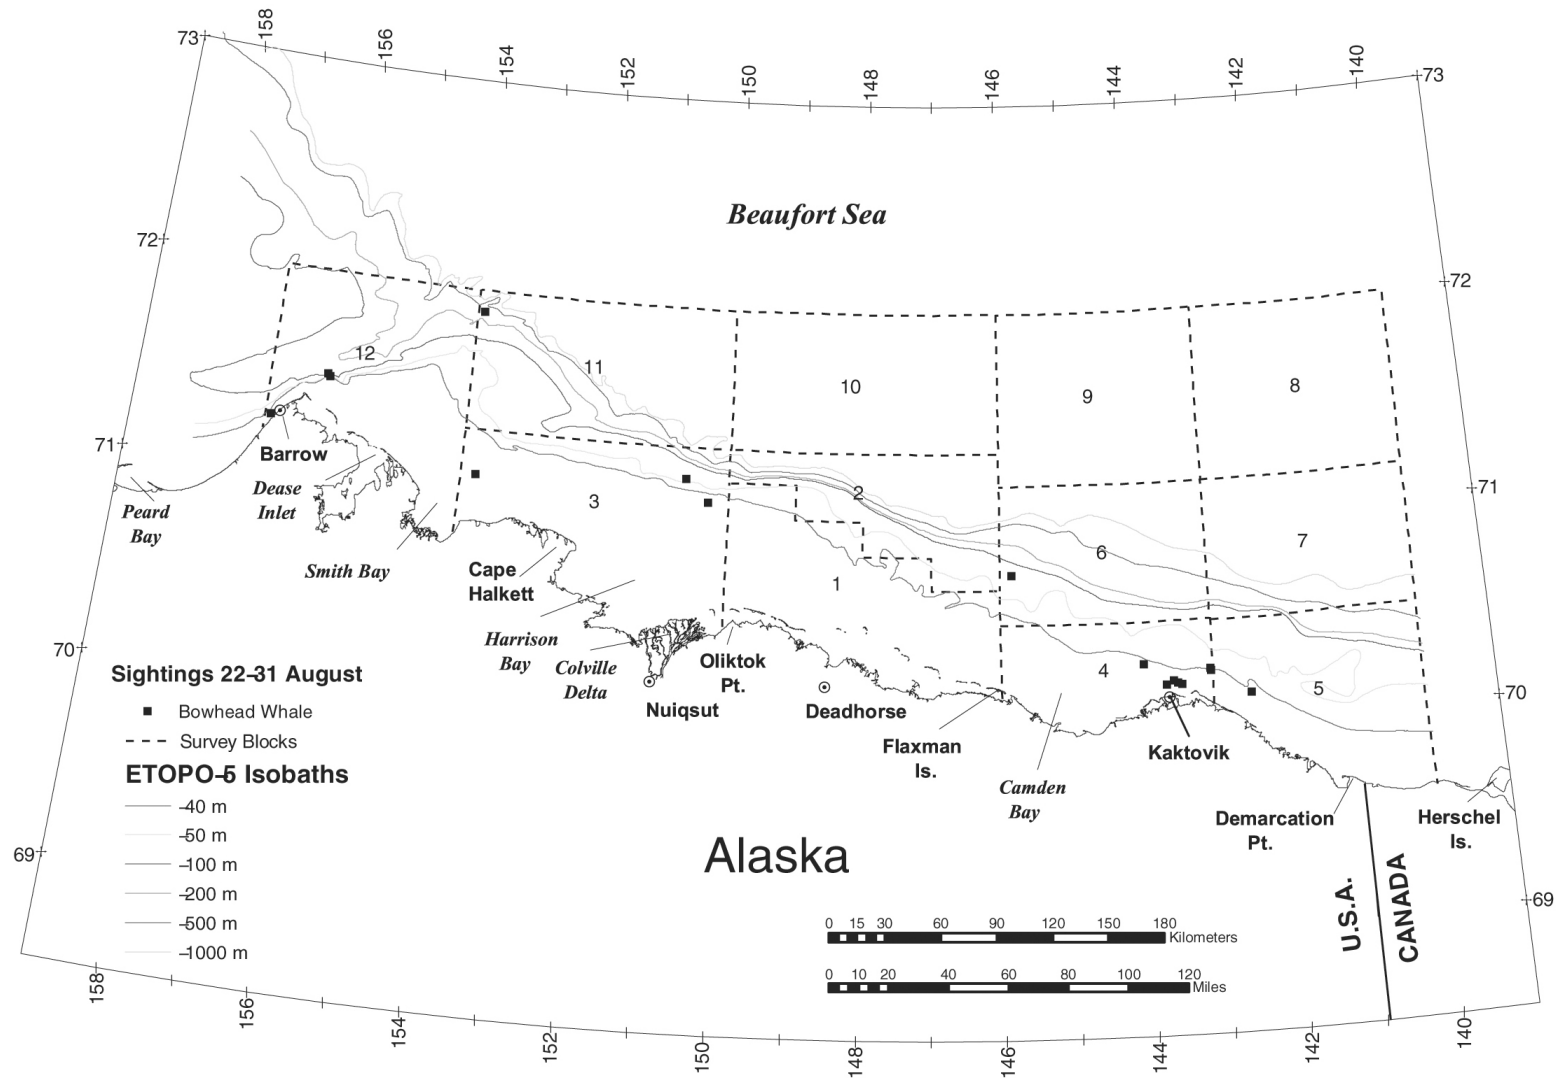 158
156
154
152
150
148
146
144
142
140
73
73
Beaufort Sea
72
72
12
11
10
9
8
71
71
Barrow
Dease
Inlet
Peard
Bay
Smith Bay
3
2
6
7
1
Cape
Halkett
Harrison
Bay
Colville
Delta
Nuiqsut
Oliktok
Pt.
Deadhorse
Flaxman
Is.
Camden
Bay
4
5
Kaktovik
Demarcation
Pt.
Herschel
Is.
70
70
Sightings 22-31 August
Bowhead Whale
Survey Blocks
ETOPO-5 Isobaths
-40 m
-50 m
-100 m
-200 m
-500 m
-1000 m
Alaska
U.S.A.
CANADA
69
69
0 15 30 60 90 120 150 180
Kilometers
0 10 20 40 60 80 100 120
Miles
158
156
154
152
150
148
146
144
142
140